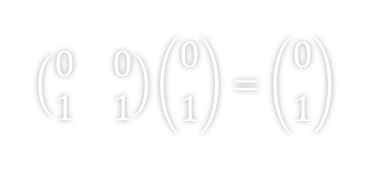 (0 0
1 1)(0
1) = (0
1)